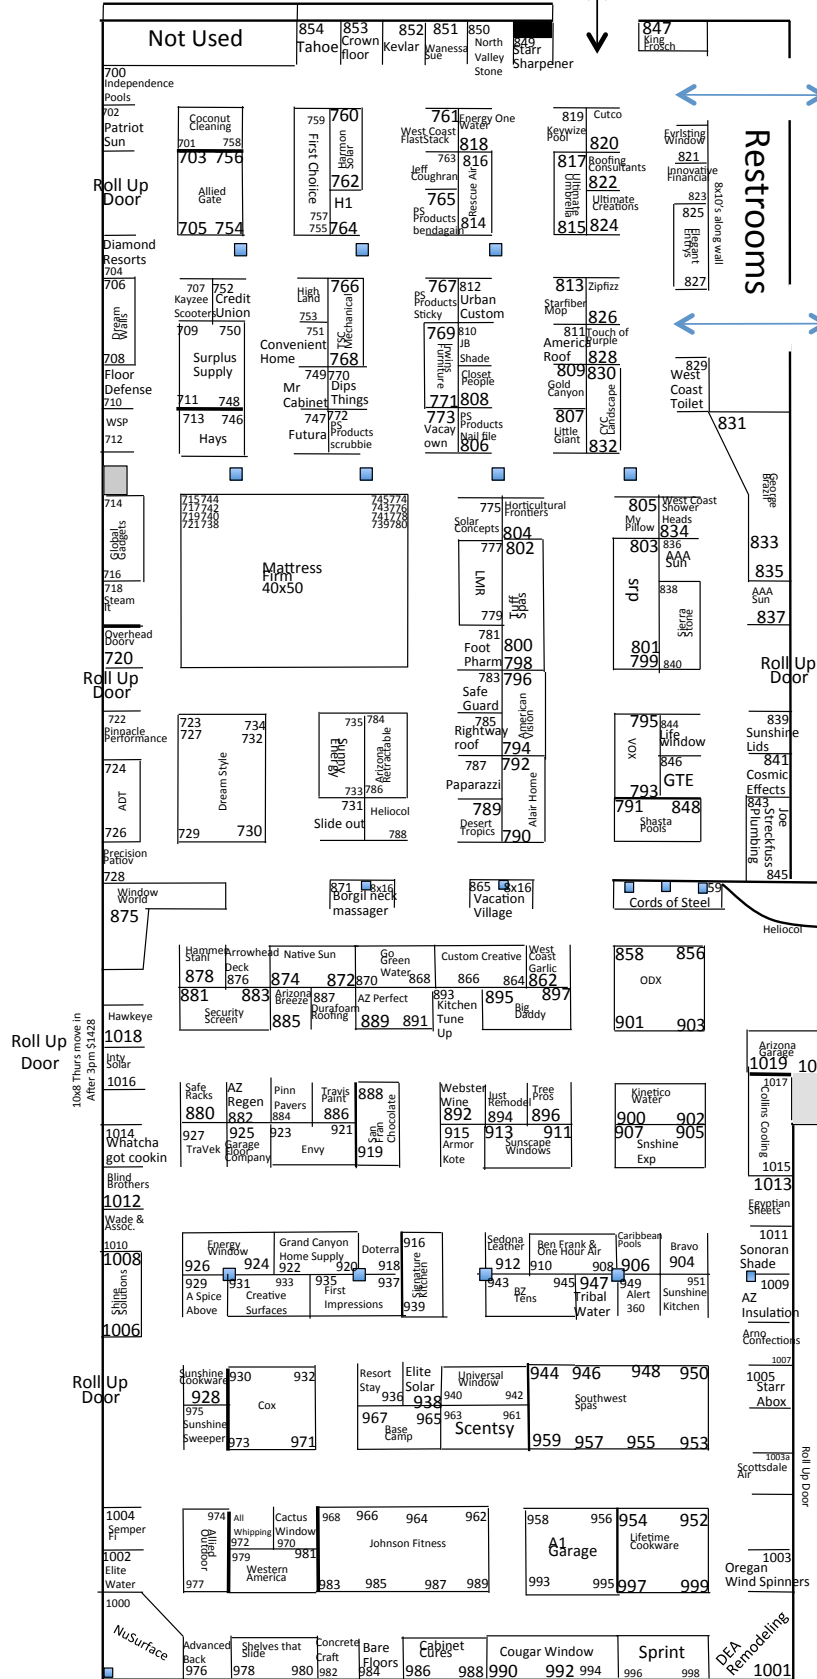 Not Used
854
Tahoe
853
Crown
floor
852
Kevlar
851
Wanessa
Sue
850
North
Valley
Stone
849
Starr
Sharpener
847
King
Frosch
700
Independence
Pools
702
Patriot
Sun
Roll Up
Door
Diamond
Resorts
704
706
Dream
Walls
708
Floor
Defense
710
WSP
712
Coconut
Cleaning
701 758
703 756
Allied
Gate
705 754
759 760
First Choice
Harmon
Solar
762
H1
757
755 764
761
Energy One
Water
West Coast
FlastStack
818
763 816
Jeff
Coughran
Rescue Air
765
PS
Products
bendagain
814
819
Cutco
Keywize
Pool
820
817
Roofing
Consultants
Ultimate
Umbrella
822
Ultimate
Creations
815 824
Evrlsting
Window
821
Innovative
Financial
823
825
Elegant
Entrys
827
8x10's along wall
Restrooms
707 752
Kayzee
Scooters
Credit
Union
709 750
Surplus
Supply
711 748
713 746
Hays
High
Land
753
766
TSC
Mechanical
751
Convenient
Home
768
749 770
Mr
Cabinet
Dips
Things
747 772
Futura
PS
Products
scrubbie
767 812
PS
Products
Sticky
Urban
Custom
769 810
Irwins
Furniture
JB
Shade
Closet
People
771 808
773
Vacay
own
PS
Products
Nail file
806
813 Zipfizz
Starfiber
Mop
826
811
America
Roof
Touch of
Purple
828
809 830
Gold
Canyon
CYC
Landscape
807
Little
Giant
832
829
West
Coast
Toilet
831
George
Brazil
833
835
AAA
Sun
837
Roll Up
Door
714
Global
Gadgets
716
718
Steam
It
Overhead
Doorv
720
Roll Up
Door
715 744
717 742
719 740
721 738
745 774
743 776
741 778
739 780
Mattress
Firm
40x50
775
Horticultural
Frontiers
Solar
Concepts
804
777 802
LMR
Tuff
Spas
779
781
Foot
Pharm
800
798
783 796
Safe
Guard
American
Vision
785
Rightway
roof
794
787 792
Paparazzi
Alair Home
789
Desert
Tropics
790
805
West Coast
Shower
Heads
My
Pillow
834
803
836
AAA
Sun
srp
838
Sierra
Stone
801
799 840
722
Pinnacle
Performance
724
ADT
726
Precision
Patiov
728
723 734
727 732
Dream Style
729 730
735 784
Sunny
Energy
Arizona
Retractable
733 786
731
Slide out
Heliocol
788
795 844
VOX
Life
window
846
GTE
793
791 848
Shasta
Pools
839
Sunshine
Lids
841
Cosmic
Effects
843
Joe
Streckfuss
Plumbing
845
Window
World
875
871 8x16
Borgil neck
massager
865 8x16
Vacation
Village
59
Cords of Steel
Heliocol
Hammer
Stahl
878
Arrowhead
Deck
876
Native Sun
874 872
Go
Green
Water
870 868
Custom Creative
866 864
West
Coast
Garlic
862
858 856
ODX
901 903
881 883
Security
Screen
Arizona
Breeze
885
887
Durafoam
Roofing
AZ Perfect
889 891
893
Kitchen
Tune
Up
895 897
Big
Daddy
Roll Up
Door
10x8 Thurs move in
After 3pm $1428
Hawkeye
1018
Inty
Solar
1016
1014
Whatcha
got cookin
Blind
Brothers
1012
Wade &
Assoc.
1010
1008
Shine
Solutions
1006
Arizona
Garage
1019 10
1017
Collins Cooling
1015
1013
Egyptian
Sheets
1011
Sonoran
Shade
1009
AZ
Insulation
Arno
Confections
1007
1005
Starr
Abox
Safe
Racks
880
AZ
Regen
882
Pinn
Pavers
884
Travis
Paint
886
888
San
Fran
Chocolate
919
927
TraVek
925
Garage
Floor
Company
923 921
Envy
Webster
Wine
892
Just
Remodel
894
Tree
Pros
896
915
Armor
Kote
913 911
Sunscape
Windows
Kinetico
Water
900 902
907 905
Snshine
Exp
Energy
Window
926 924
Grand Canyon
Home Supply
922 920
Doterra
918
916
Signature
Kitchen
939
929
A Spice
Above
931 933
Creative
Surfaces
935 937
First
Impressions
Sedona
Leather
912
Ben Frank &
One Hour Air
910 908
Caribbean
Pools
906
Bravo
904
943 945
BZ
Tens
947
Tribal
Water
949
Alert
360
951
Sunshine
Kitchen
Roll Up
Door
Sunshine
Cookware
928
975
Sunshine
Sweeper
930 932
Cox
973 971
Resort
Stay
936
Elite
Solar
938
Universal
Window
940 942
967 965
Base
Camp
963 961
Scentsy
944 946 948 950
Southwest
Spas
959 957 955 953
1003a
Scottsdale
Air
Roll Up Door
1004
Semper
Fi
1002
Elite
Water
1000
NuSurface
974
Allied
Outdoor
977
All
Whipping
972
Cactus
Window
970
979 981
Western
America
968 966 964 962
Johnson Fitness
983 985 987 989
958 956
A1
Garage
993 995
954 952
Lifetime
Cookware
997 999
1003
Oregan
Wind Spinners
DEA
Remodeling
1001
Advanced
Back
976
Shelves that
Slide
978 980
Concrete
Craft
982
Bare
Floors
984
Cabinet
Cures
986 988
Cougar Window
990 992 994
Sprint
996 998